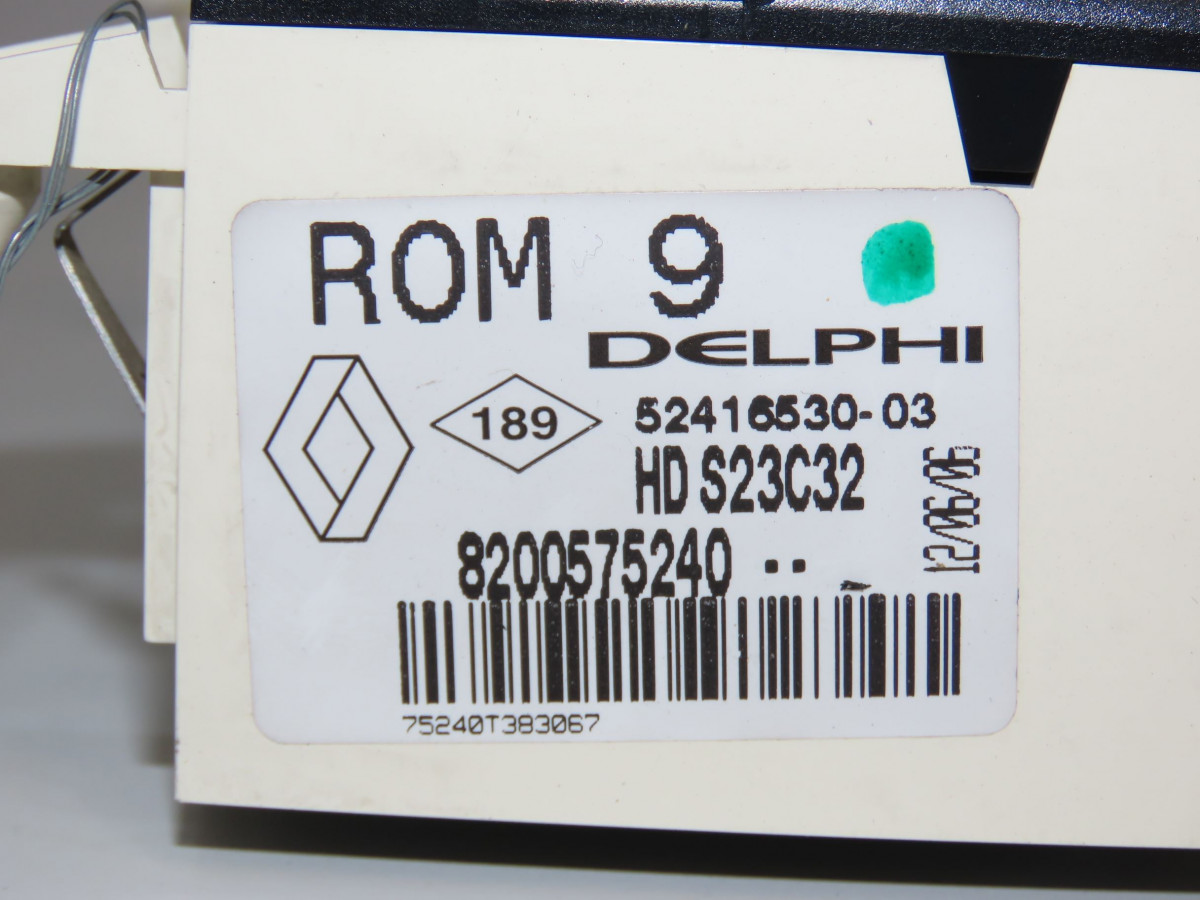 ROM 9
DELPHI
189
52416530-03
HD S23C32
12/06/06
8200575240 --
75240T383067